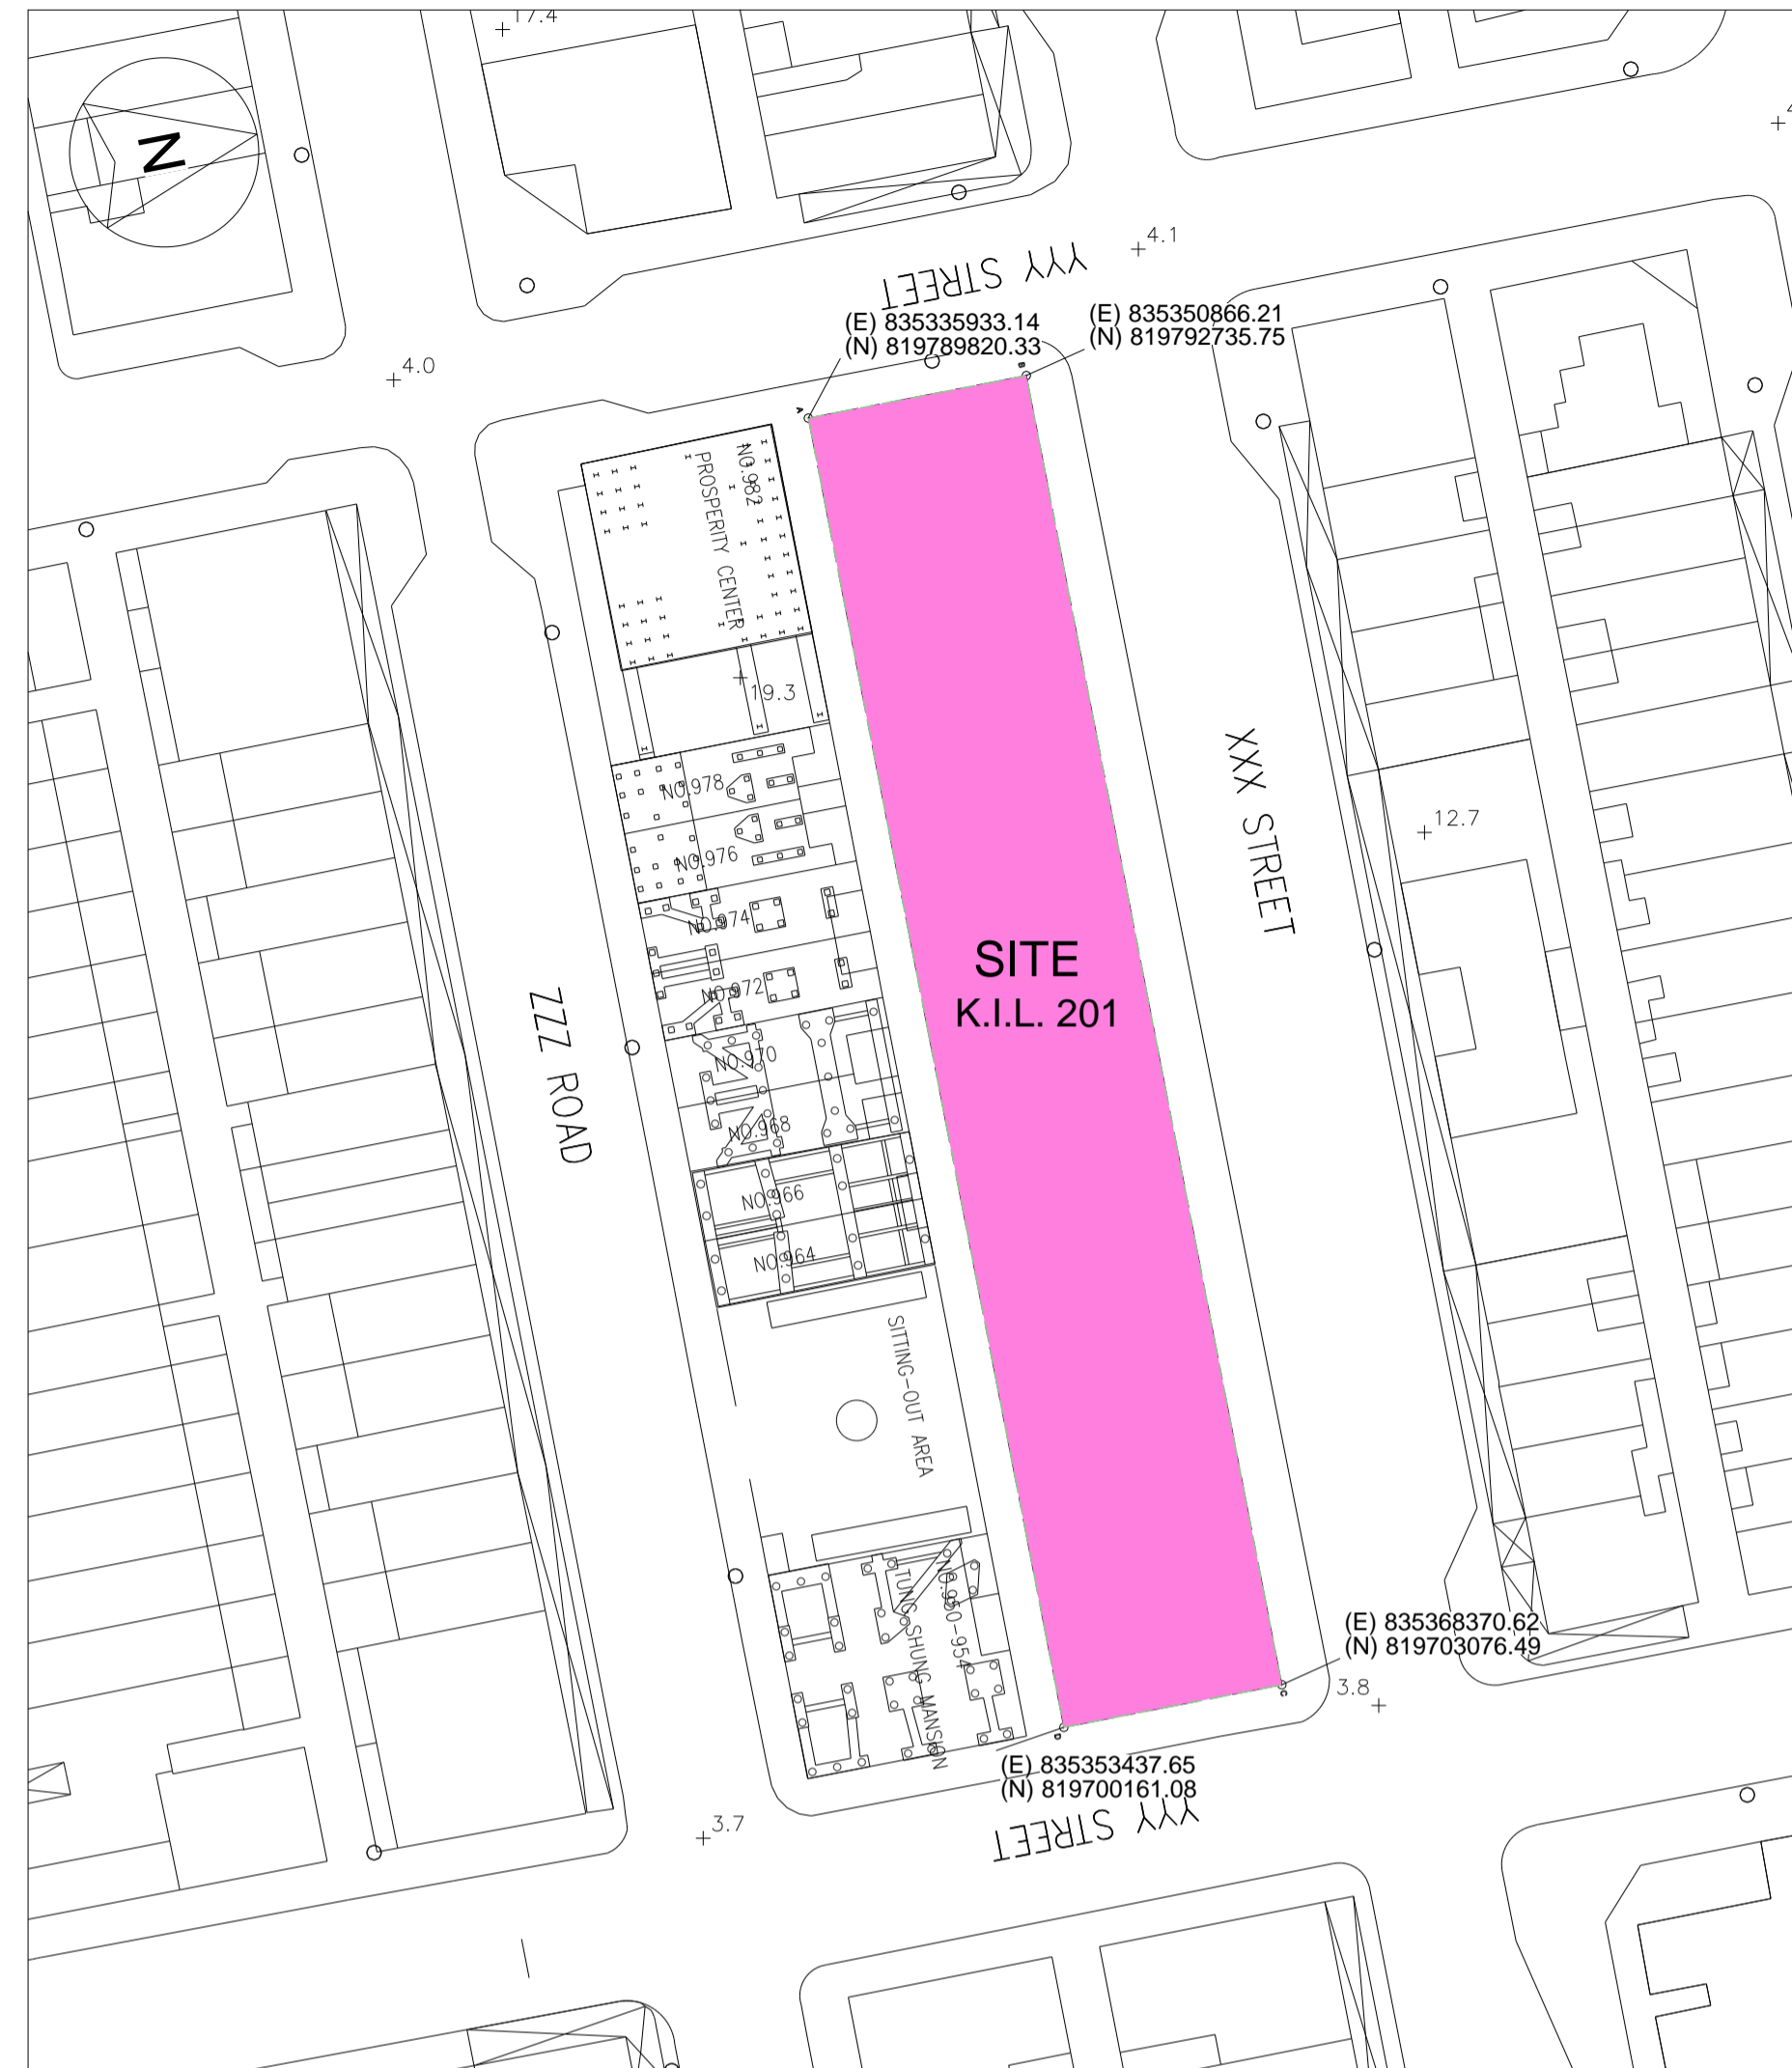 17.4
N
YYY STREET
4.1
(E) 835335933.14
(N) 819789820.33
(E) 835350866.21
(N) 819792735.75
4.0
B
A
NO.982
PROSPERITY CENTER
19.3
XXX STREET
NO.978
12.7
NO.976
NO.974
SITE
K.I.L. 201
NO.972
ZZZ ROAD
NO.970
NO.968
NO.966
NO.964
SITTING-OUT AREA
NO.950-954
TUNG SHUNG MANSION
(E) 835368370.62
(N) 819703076.49
3.8
C
D
(E) 835353437.65
(N) 819700161.08
3.7
YYY STREET